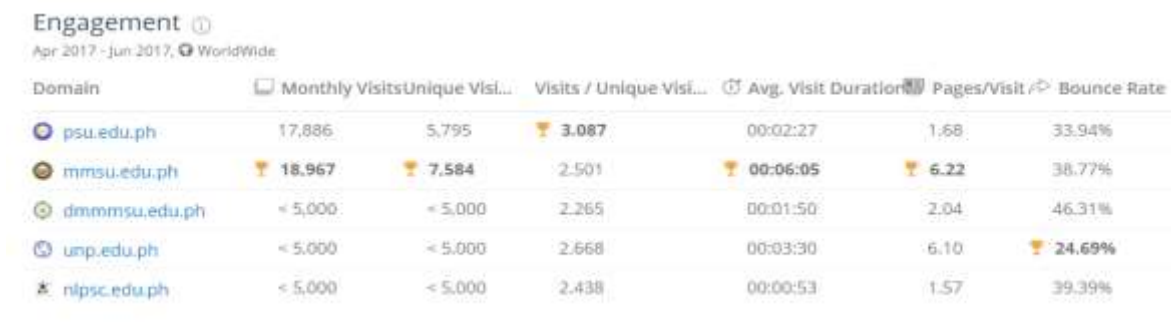 Engagement
Apr 2017 - Jun 2017, WorldWide
Domain Monthly Visits Unique Visi... Visits / Unique Visi... Avg. Visit Duration Pages/Visit Bounce Rate
psu.edu.ph 17,886 5,795 3.087 00:02:27 1.68 33.94%
mmsu.edu.ph 18,967 7,584 2.501 00:06:05 6.22 38.77%
dmmmsu.edu.ph < 5,000 < 5,000 2.265 00:01:50 2.04 46.31%
unp.edu.ph < 5,000 < 5,000 2.668 00:03:30 6.10 24.69%
nlpsc.edu.ph < 5,000 < 5,000 2.438 00:00:53 1.57 39.39%